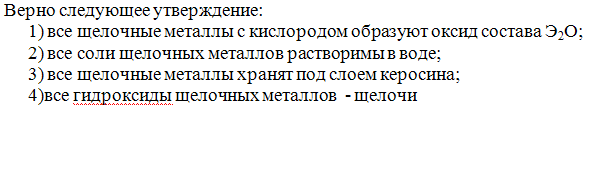 Верно следующее утверждение:
1) все щелочные металлы с кислородом образуют оксид состава Э₂О;
2) все соли щелочных металлов растворимы в воде;
3) все щелочные металлы хранят под слоем керосина;
4)все гидроксиды щелочных металлов - щелочи